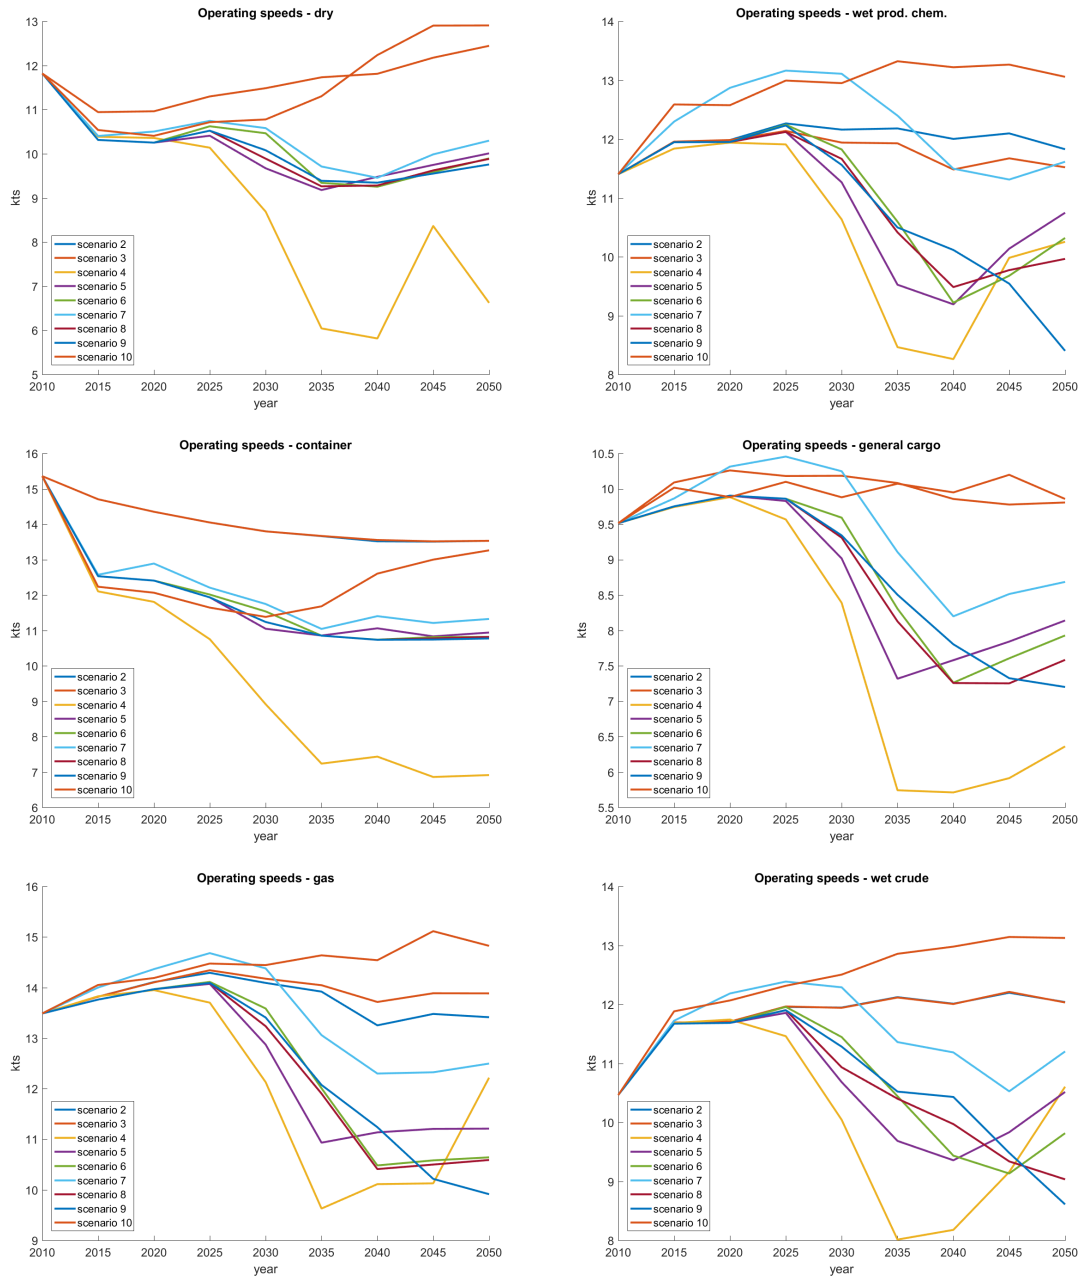 Operating speeds - dry
13
12
11
10
9
8
7
6
5
kts
scenario 2
scenario 3
scenario 4
scenario 5
scenario 6
scenario 7
scenario 8
scenario 9
scenario 10
2010 2015 2020 2025 2030 2035 2040 2045 2050
year
Operating speeds - wet prod. chem.
14
13
12
11
10
9
8
kts
scenario 2
scenario 3
scenario 4
scenario 5
scenario 6
scenario 7
scenario 8
scenario 9
scenario 10
2010 2015 2020 2025 2030 2035 2040 2045 2050
year
Operating speeds - container
16
15
14
13
12
11
10
9
8
7
6
kts
scenario 2
scenario 3
scenario 4
scenario 5
scenario 6
scenario 7
scenario 8
scenario 9
scenario 10
2010 2015 2020 2025 2030 2035 2040 2045 2050
year
Operating speeds - general cargo
10.5
10
9.5
9
8.5
8
7.5
7
6.5
6
5.5
kts
scenario 2
scenario 3
scenario 4
scenario 5
scenario 6
scenario 7
scenario 8
scenario 9
scenario 10
2010 2015 2020 2025 2030 2035 2040 2045 2050
year
Operating speeds - gas
16
15
14
13
12
11
10
9
kts
scenario 2
scenario 3
scenario 4
scenario 5
scenario 6
scenario 7
scenario 8
scenario 9
scenario 10
2010 2015 2020 2025 2030 2035 2040 2045 2050
year
Operating speeds - wet crude
14
13
12
11
10
9
8
kts
scenario 2
scenario 3
scenario 4
scenario 5
scenario 6
scenario 7
scenario 8
scenario 9
scenario 10
2010 2015 2020 2025 2030 2035 2040 2045 2050
year